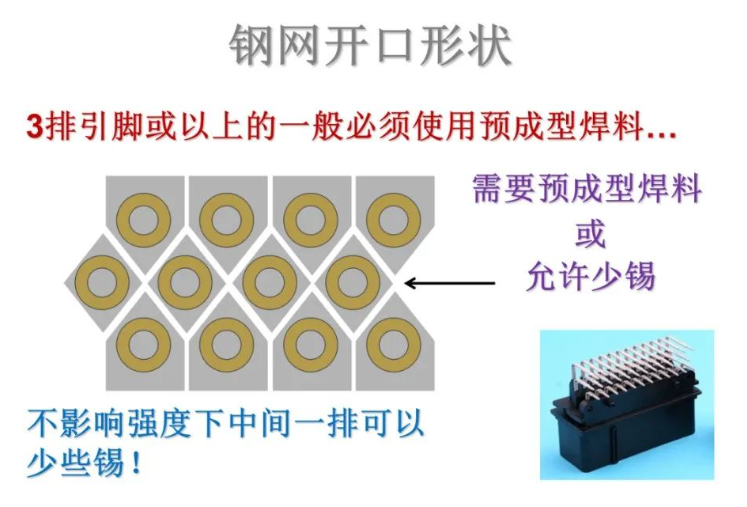 钢网开口形状
3排引脚或以上的一般必须使用预成型焊料...
需要预成型焊料
或
允许少锡
不影响强度下中间一排可以
少些锡！